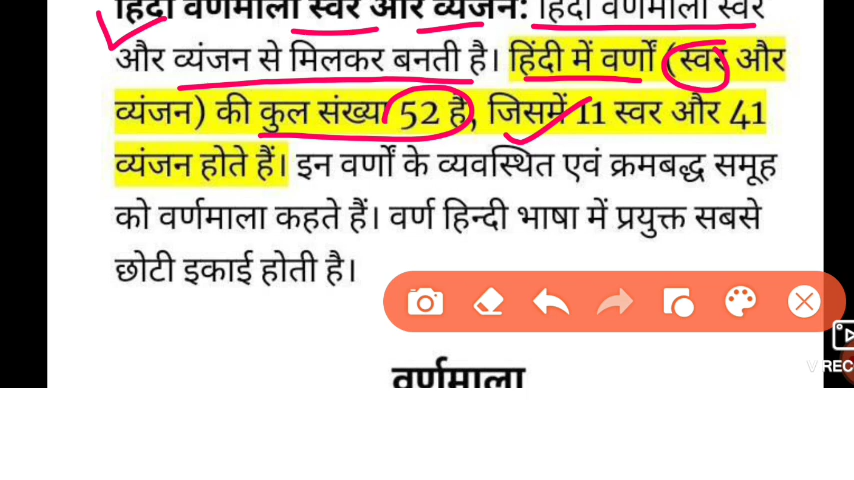 हिंदी वर्णमाला स्वर और व्यंजन: हिंदी वर्णमाला स्वर
और व्यंजन से मिलकर बनती है। हिंदी में वर्णों (स्वर और
व्यंजन) की कुल संख्या 52 है, जिसमें 11 स्वर और 41
व्यंजन होते हैं। इन वर्णों के व्यवस्थित एवं क्रमबद्ध समूह
को वर्णमाला कहते हैं। वर्ण हिन्दी भाषा में प्रयुक्त सबसे
छोटी इकाई होती है।
V REC
वर्णमाला